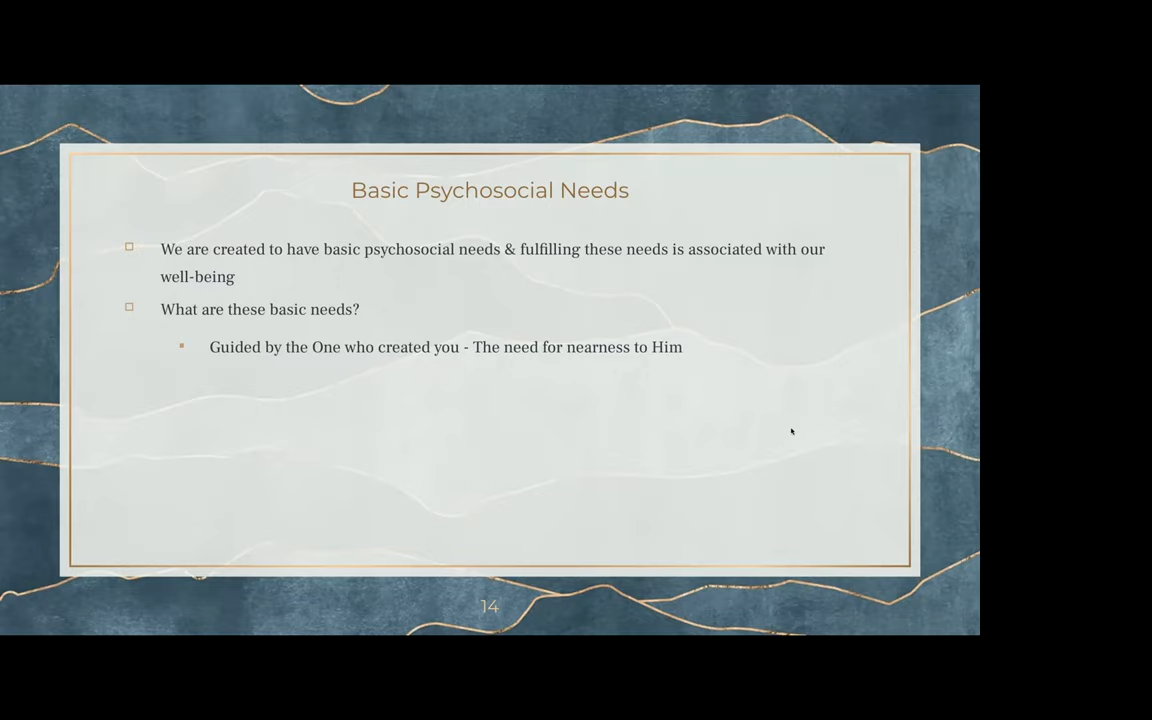 Basic Psychosocial Needs
We are created to have basic psychosocial needs & fulfilling these needs is associated with our
well-being
What are these basic needs?
Guided by the One who created you - The need for nearness to Him
14